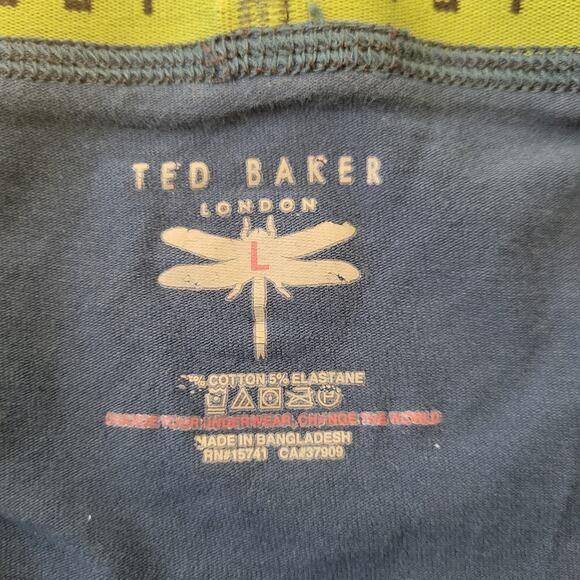 TED BAKER
LONDON
L
% COTTON 5% ELASTANE
CHANGE YOUR UNDERWEAR, CHANGE THE WORLD
MADE IN BANGLADESH
RN#15741 CA#37909